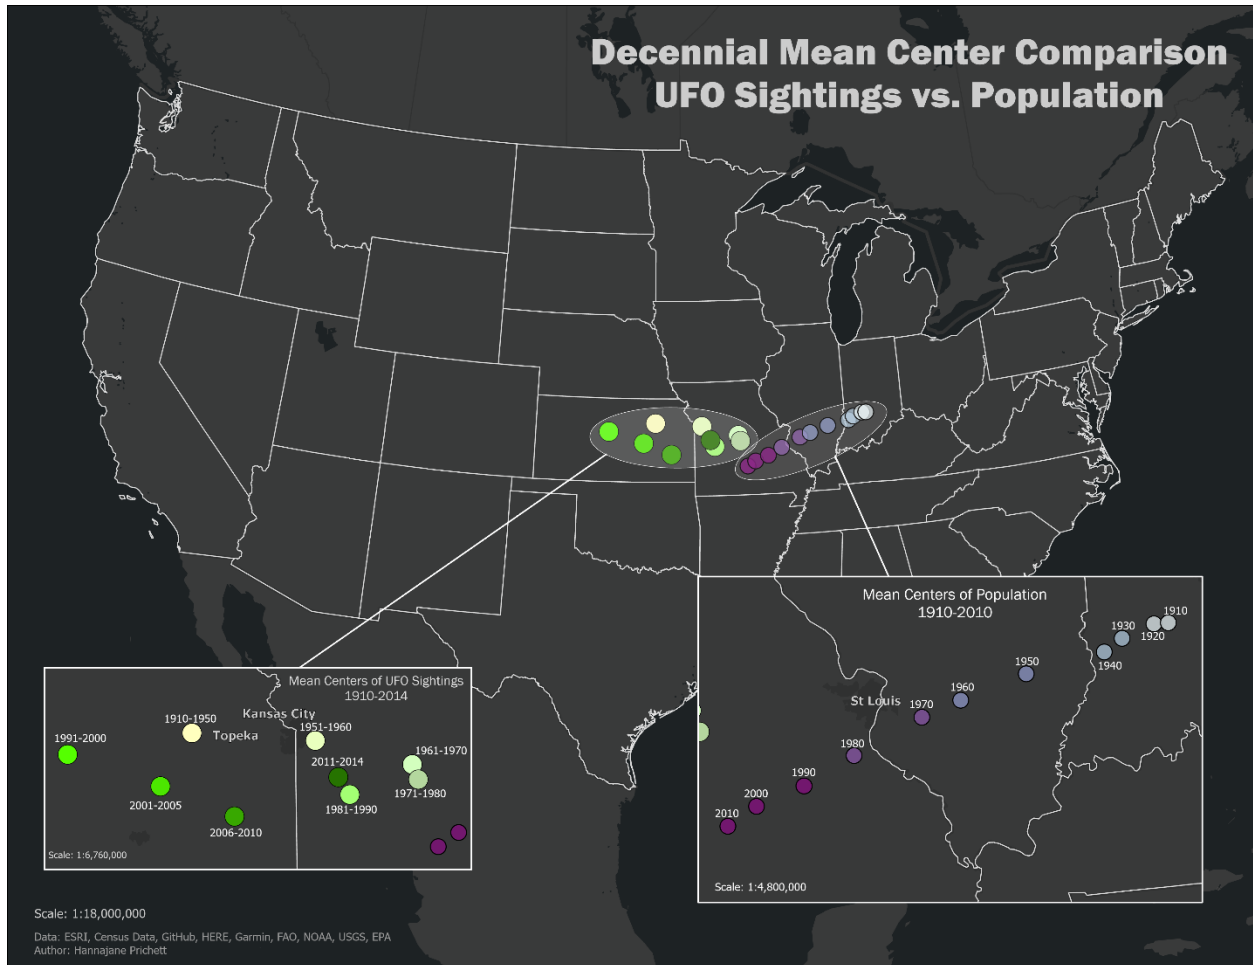 Decennial Mean Center Comparison
UFO Sightings vs. Population
Mean Centers of UFO Sightings
1910-2014
Kansas City
1910-1950
Topeka
1951-1960
1991-2000
1961-1970
2011-2014
1971-1980
2001-2005
1981-1990
2006-2010
Scale: 1:6,760,000
Mean Centers of Population
1910-2010
1910
1930
1920
1940
1950
1960
St Louis
1970
1980
1990
2000
2010
Scale: 1:4,800,000
Scale: 1:18,000,000
Data: ESRI, Census Data, GitHub, HERE, Garmin, FAO, NOAA, USGS, EPA
Author: Hannajane Prichett